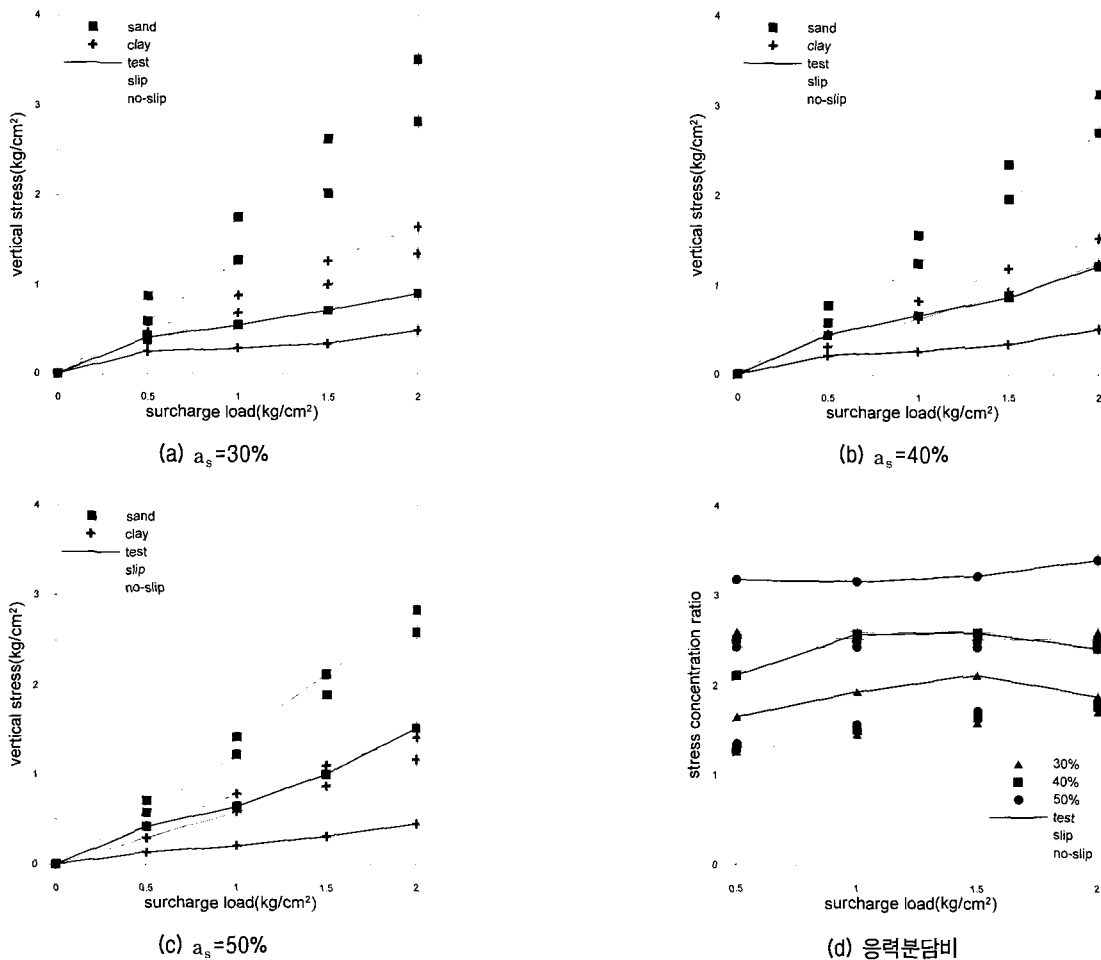 4
3
2
1
0
vertical stress(kg/cm²)
sand
clay
test
slip
no-slip
0
0.5
1
1.5
2
surcharge load(kg/cm²)
(a) a_s=30%
4
3
2
1
0
vertical stress(kg/cm²)
sand
clay
test
slip
no-slip
0
0.5
1
1.5
2
surcharge load(kg/cm²)
(b) a_s=40%
4
3
2
1
0
vertical stress(kg/cm²)
sand
clay
test
slip
no-slip
0
0.5
1
1.5
2
surcharge load(kg/cm²)
(c) a_s=50%
4
3
2
1
0
stress concentration ratio
30%
40%
50%
test
slip
no-slip
0.5
1
1.5
2
surcharge load(kg/cm²)
(d) 응력분담비